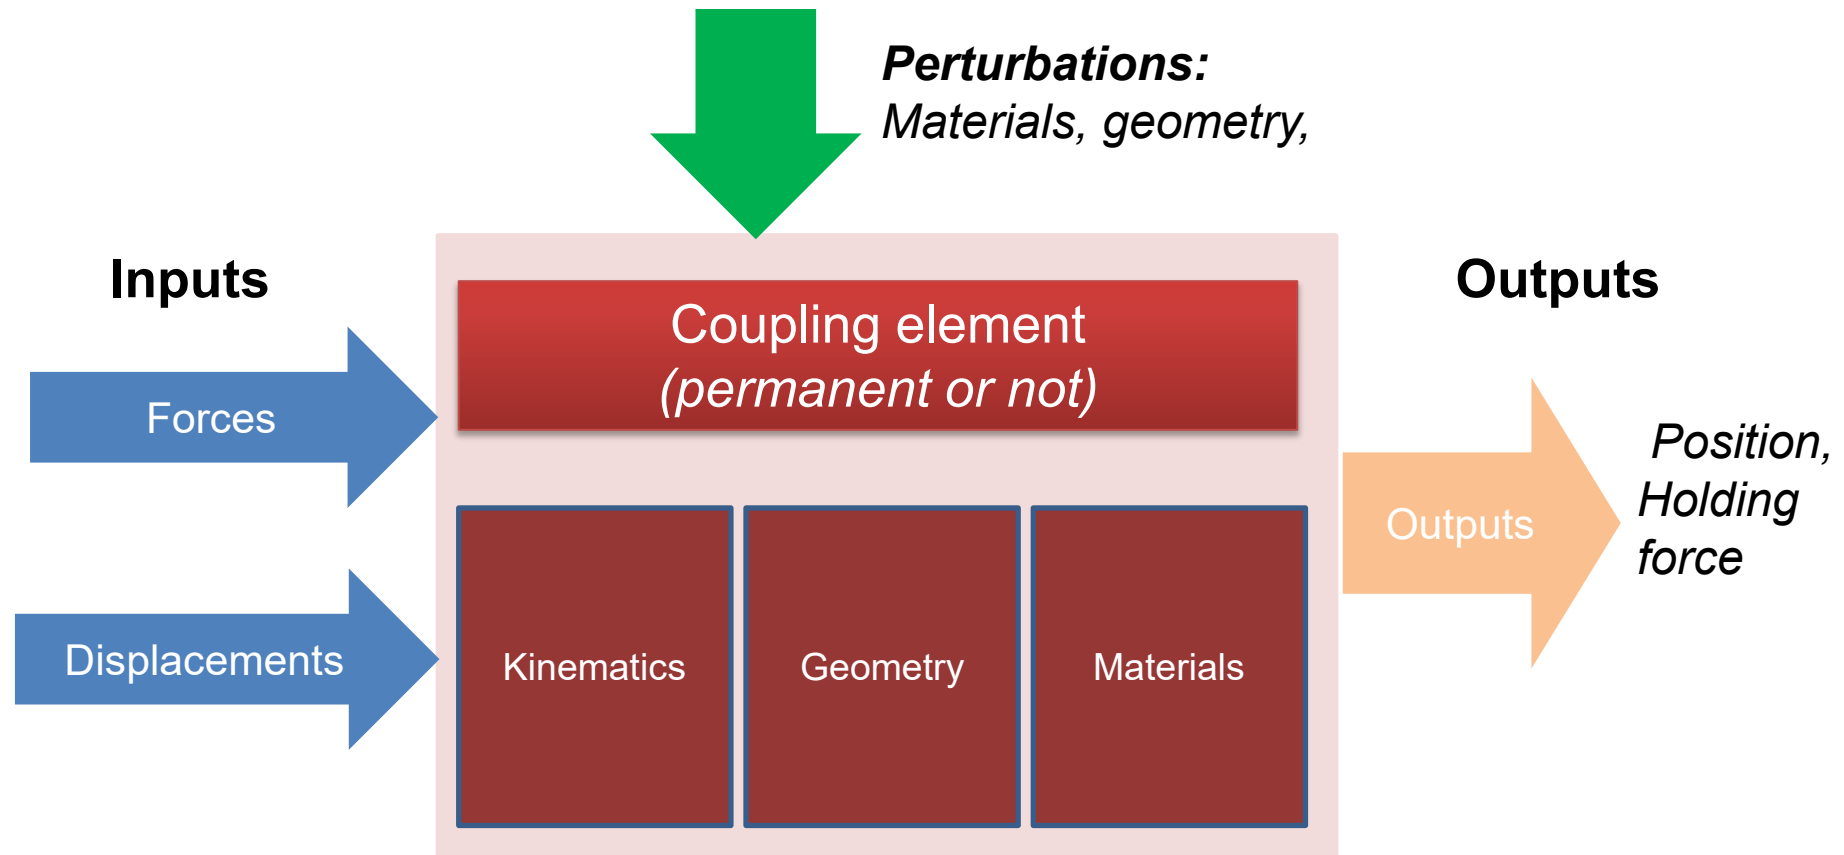 Perturbations:
Materials, geometry,
Inputs
Outputs
Coupling element
(permanent or not)
Forces
Position,
Holding
force
Outputs
Displacements
Kinematics
Geometry
Materials